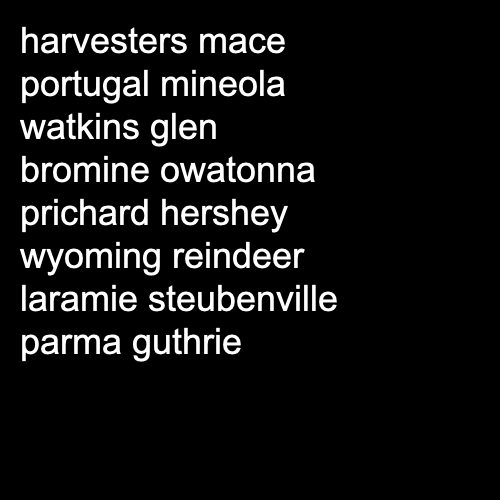 harvesters mace
portugal mineola
watkins glen
bromine owatonna
prichard hershey
wyoming reindeer
laramie steubenville
parma guthrie